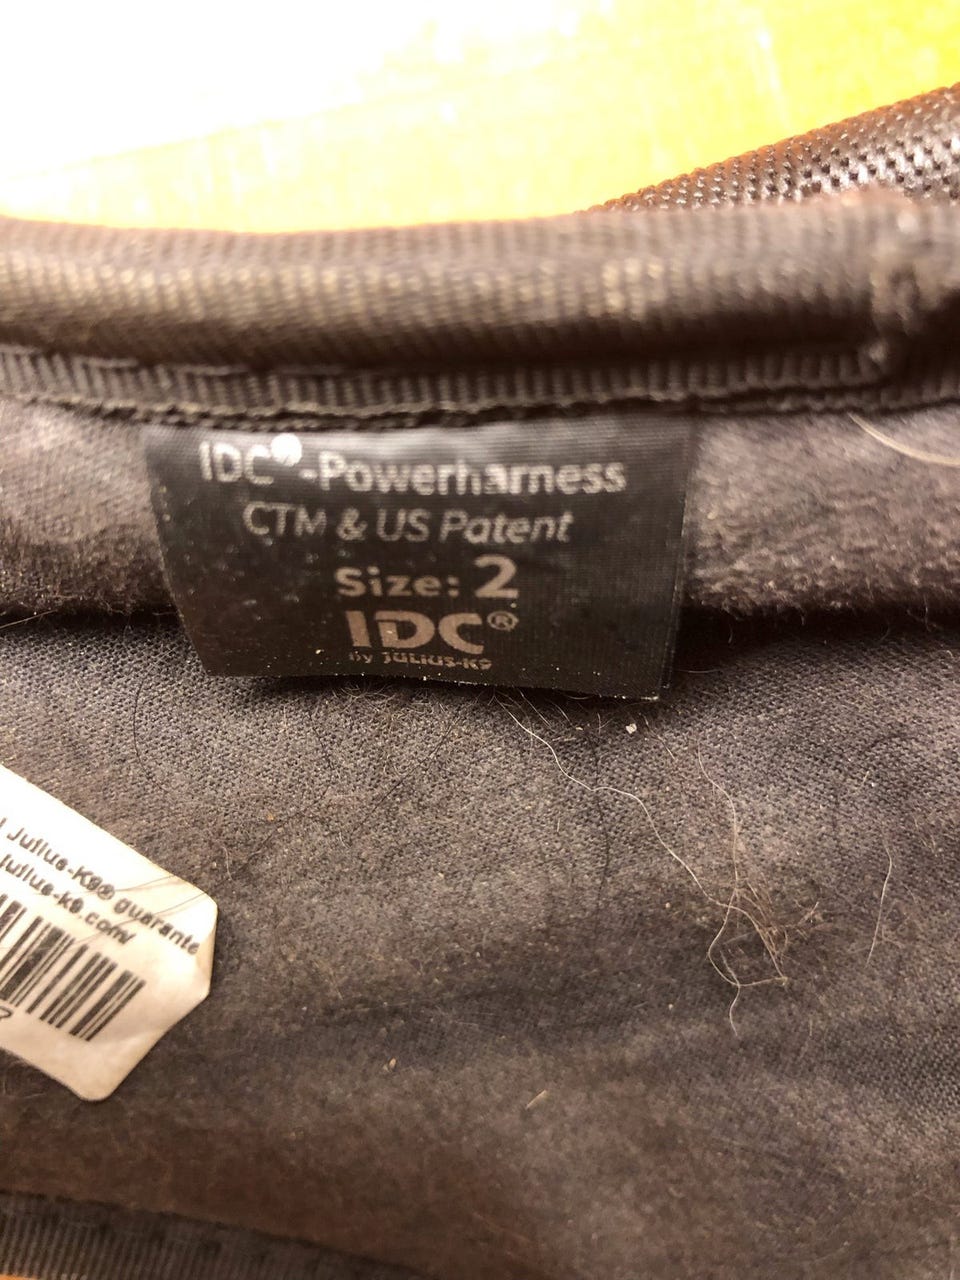 IDC®-Powerharness
CTM & US Patent
Size: 2
IDC®
By JULIUS-K9
Julius-K9® guarante
julius-k9.com/